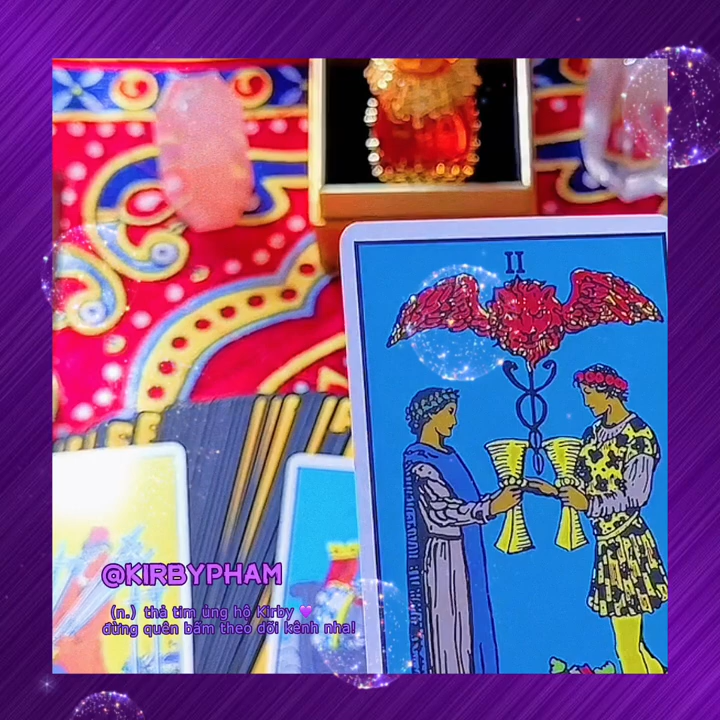 II
@KIRBYPHAM
(n.) thả tim ủng hộ Kirby 💜
đừng quên bấm theo dõi kênh nha!